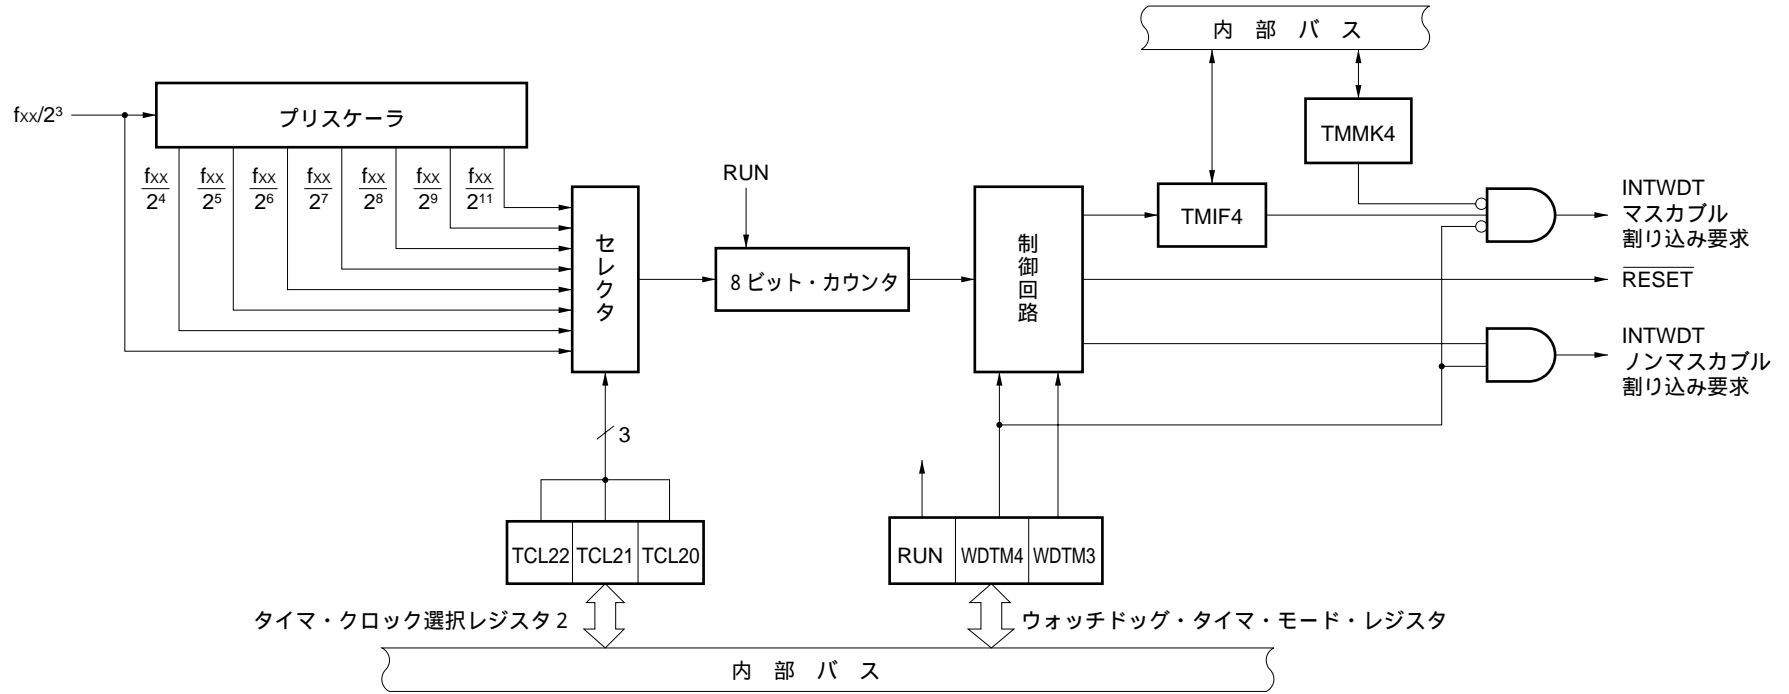 内 部 バ ス
fxx/2³
プリスケーラ
TMMK4
fxx/2⁴
fxx/2⁵
fxx/2⁶
fxx/2⁷
fxx/2⁸
fxx/2⁹
fxx/2¹¹
RUN
セレクタ
8 ビット・カウンタ
制御回路
TMIF4
INTWDT
マスカブル
割り込み要求
RESET
INTWDT
ノンマスカブル
割り込み要求
3
TCL22 TCL21 TCL20
RUN WDTM4 WDTM3
タイマ・クロック選択レジスタ 2
ウォッチドッグ・タイマ・モード・レジスタ
内 部 バ ス